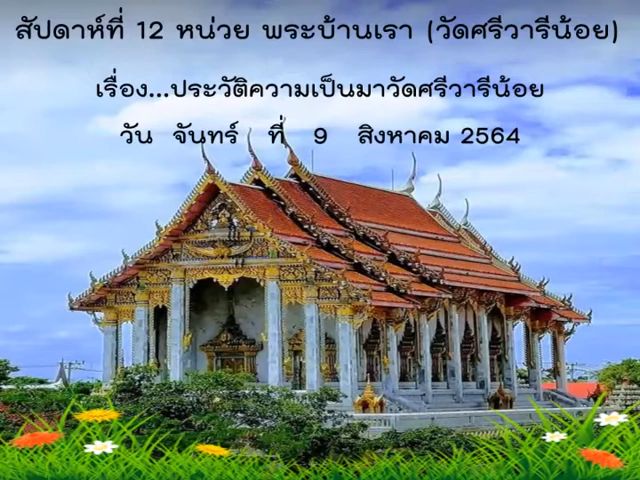 สัปดาห์ที่ 12 หน่วย พระบ้านเรา (วัดศรีวารีน้อย)
เรื่อง...ประวัติความเป็นมาวัดศรีวารีน้อย
วัน จันทร์ ที่ 9 สิงหาคม 2564